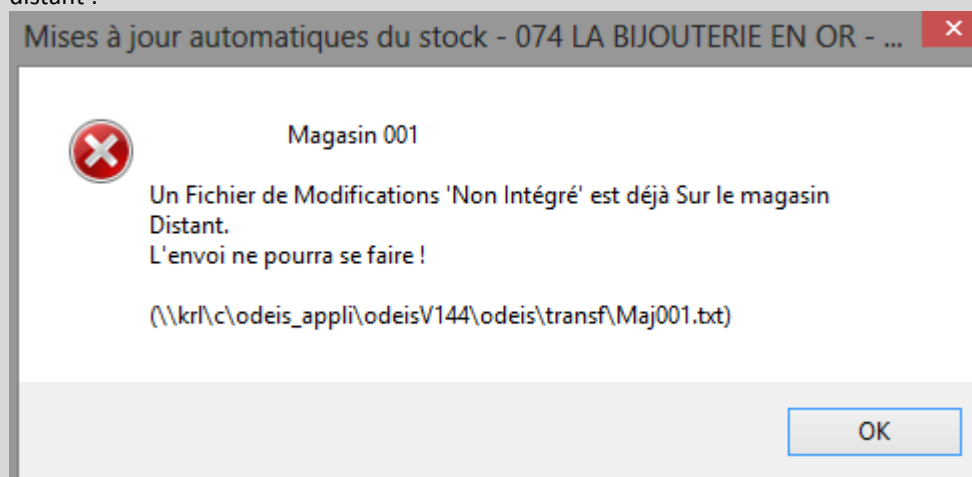 distant :
Mises à jour automatiques du stock - 074 LA BIJOUTERIE EN OR - ...
Magasin 001
Un Fichier de Modifications 'Non Intégré' est déjà Sur le magasin
Distant.
L'envoi ne pourra se faire !
(\\krl\c\odeis_appli\odeisV144\odeis\transf\Maj001.txt)
OK